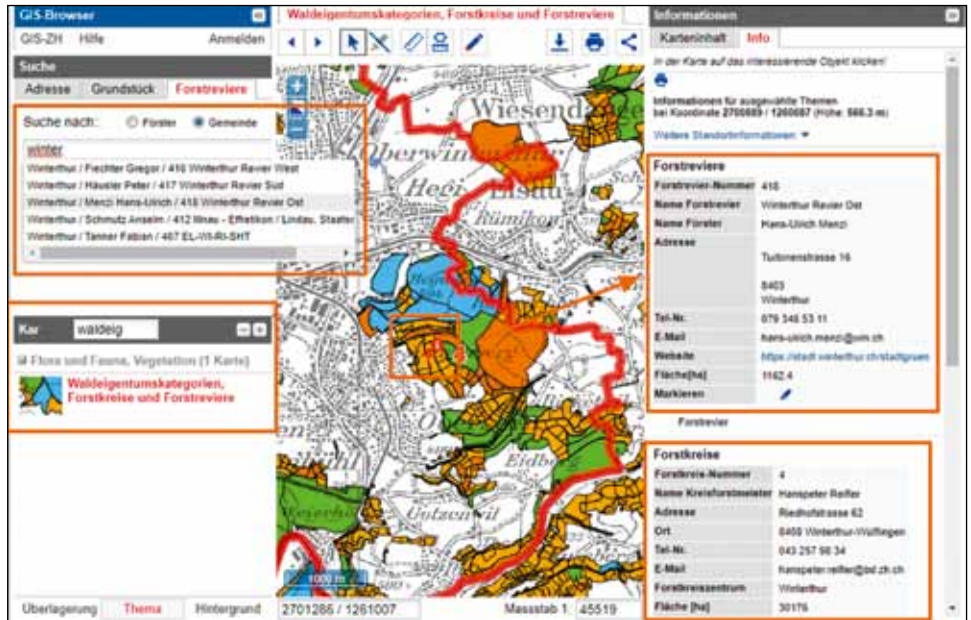 GIS-Browser
GIS-ZH Hilfe Anmelden
Suche
Adresse Grundstück Forstreviere
Suche nach: Förster Gemeinde
winter
Winterthur / Fiechter Gregor / 416 Winterthur Revier West
Winterthur / Häusler Peter / 417 Winterthur Revier Süd
Winterthur / Menzi Hans-Ulrich / 418 Winterthur Revier Ost
Winterthur / Schmutz Anselm / 412 Illnau - Effretikon / Lindau, Staatsw
Winterthur / Tanner Fabian / 467 EL-WI-RI-SHT
Kar waldeig
Flora und Fauna, Vegetation (1 Karte)
Waldeigentumskategorien,
Forstkreise und Forstreviere
Überlagerung Thema Hintergrund
Waldeigentumskategorien, Forstkreise und Forstreviere
Wiesendangen
Oberwinterthur
Hegi
Elsau
Rümikon
Eidberg
1000 m
2701286 / 1261007 Massstab 1: 45519
Informationen
Karteninhalt Info
In der Karte auf das interessierende Objekt klicken!
Informationen für ausgewählte Themen
bei Koordinate 2700689 / 1260087 (Höhe: 566.3 m)
Weitere Standortinformationen
Forstreviere
Forstrevier-Nummer 418
Name Forstrevier Winterthur Revier Ost
Name Förster Hans-Ulrich Menzi
Adresse
Turbinenstrasse 16
8403
Winterthur
Tel-Nr. 079 346 53 11
E-Mail hans-ulrich.menzi@win.ch
Website https://stadt.winterthur.ch/stadtgruen
Fläche[ha] 1162.4
Markieren
Forstrevier
Forstkreise
Forstkreis-Nummer 4
Name Kreisforstmeister Hanspeter Reifler
Adresse Riedhofstrasse 62
Ort 8408 Winterthur-Wülflingen
Tel-Nr. 043 257 98 34
E-Mail hanspeter.reifler@bd.zh.ch
Forstkreiszentrum Winterthur
Fläche [ha] 30176